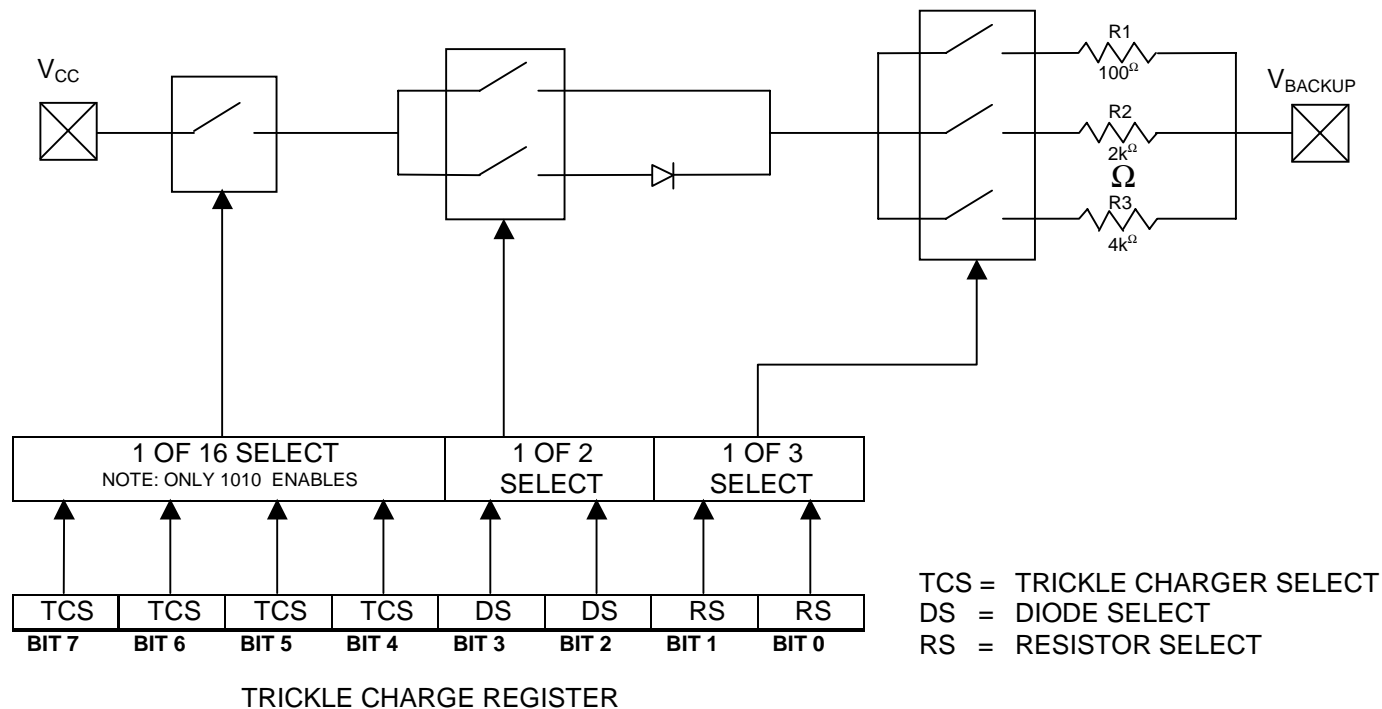 V_CC
V_BACKUP
R1
100Ω
R2
2kΩ
Ω
R3
4kΩ
1 OF 16 SELECT
NOTE: ONLY 1010 ENABLES
1 OF 2
SELECT
1 OF 3
SELECT
TCS TCS TCS TCS DS DS RS RS
BIT 7 BIT 6 BIT 5 BIT 4 BIT 3 BIT 2 BIT 1 BIT 0
TCS = TRICKLE CHARGER SELECT
DS = DIODE SELECT
RS = RESISTOR SELECT
TRICKLE CHARGE REGISTER